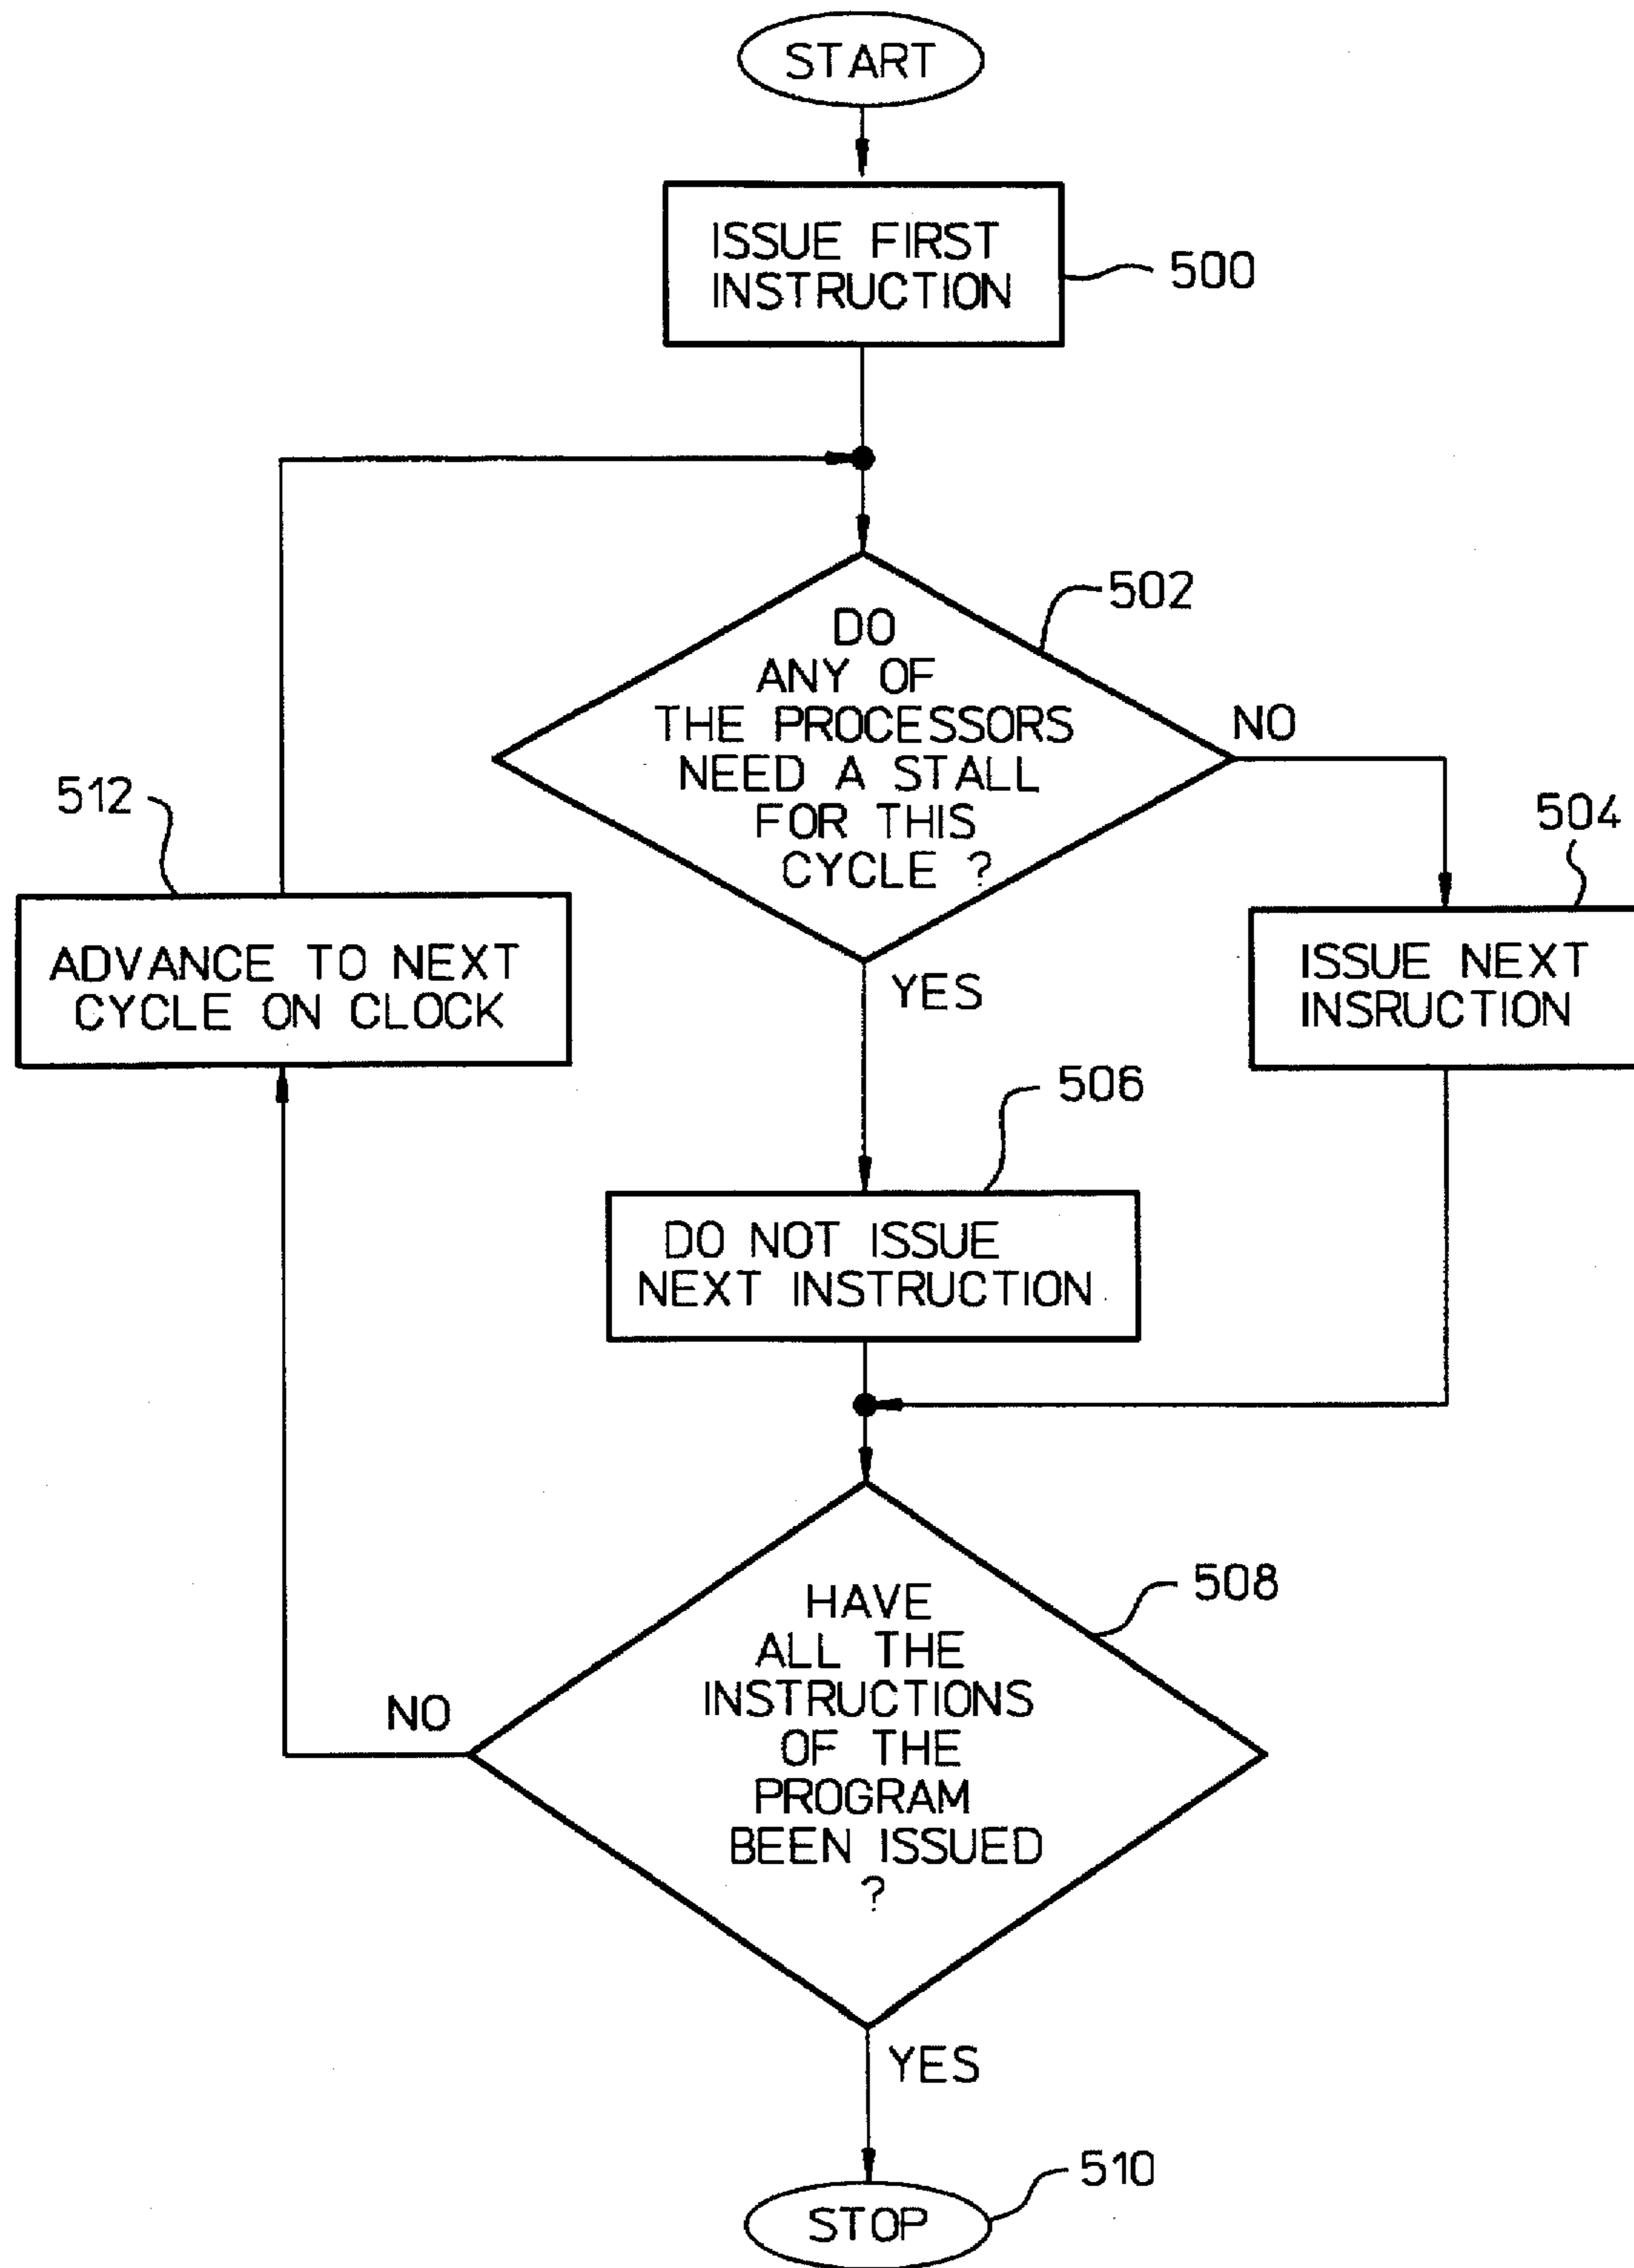 START
ISSUE FIRST
INSTRUCTION
500
502
DO
ANY OF
THE PROCESSORS
NEED A STALL
FOR THIS
CYCLE ?
NO
YES
512
ADVANCE TO NEXT
CYCLE ON CLOCK
504
ISSUE NEXT
INSRUCTION
506
DO NOT ISSUE
NEXT INSTRUCTION
508
HAVE
ALL THE
INSTRUCTIONS
OF THE
PROGRAM
BEEN ISSUED
?
NO
YES
510
STOP